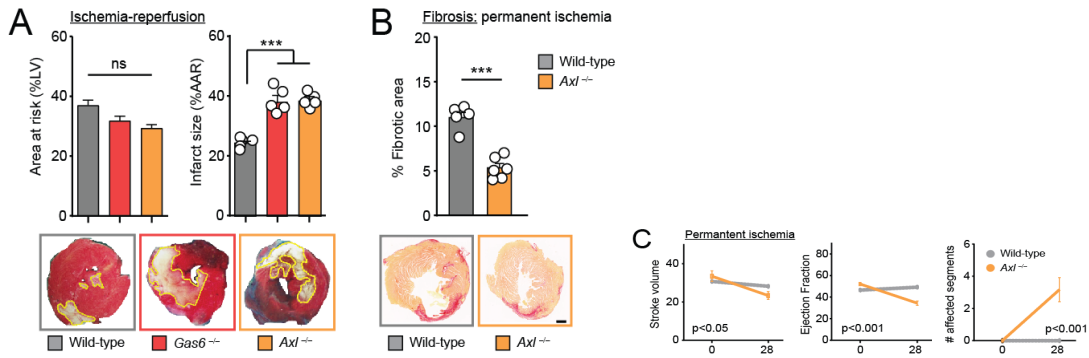 A
Ischemia-reperfusion
Area at risk (%LV)
60
40
20
0
ns
Infarct size (%AAR)
60
40
20
0
***
Wild-type
Gas6 –/–
Axl –/–
B
Fibrosis: permanent ischemia
% Fibrotic area
20
15
10
5
0
***
Wild-type
Axl –/–
Wild-type
Axl –/–
C
Permantent ischemia
Stroke volume
40
20
0
p<0.05
0
28
Ejection Fraction
80
60
40
20
0
p<0.001
0
28
# affected segments
6
4
2
0
Wild-type
Axl –/–
p<0.001
0
28